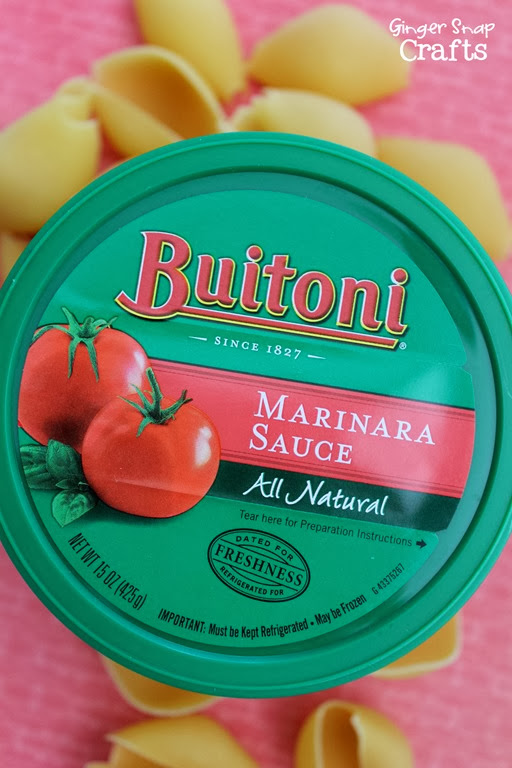 Ginger Snap
Crafts
Buitoni®
SINCE 1827
MARINARA
SAUCE
All Natural
Tear here for Preparation Instructions
DATED FOR
FRESHNESS
REFRIGERATED FOR
NET WT 15 OZ (425g)
IMPORTANT: Must be Kept Refrigerated • May be Frozen
G 43375267